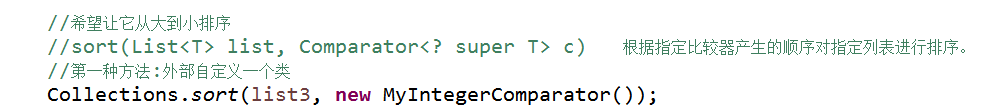 //希望让它从大到小排序
//sort(List<T> list, Comparator<? super T> c)    根据指定比较器产生的顺序对指定列表进行排序。
//第一种方法:外部自定义一个类
Collections.sort(list3, new MyIntegerComparator());